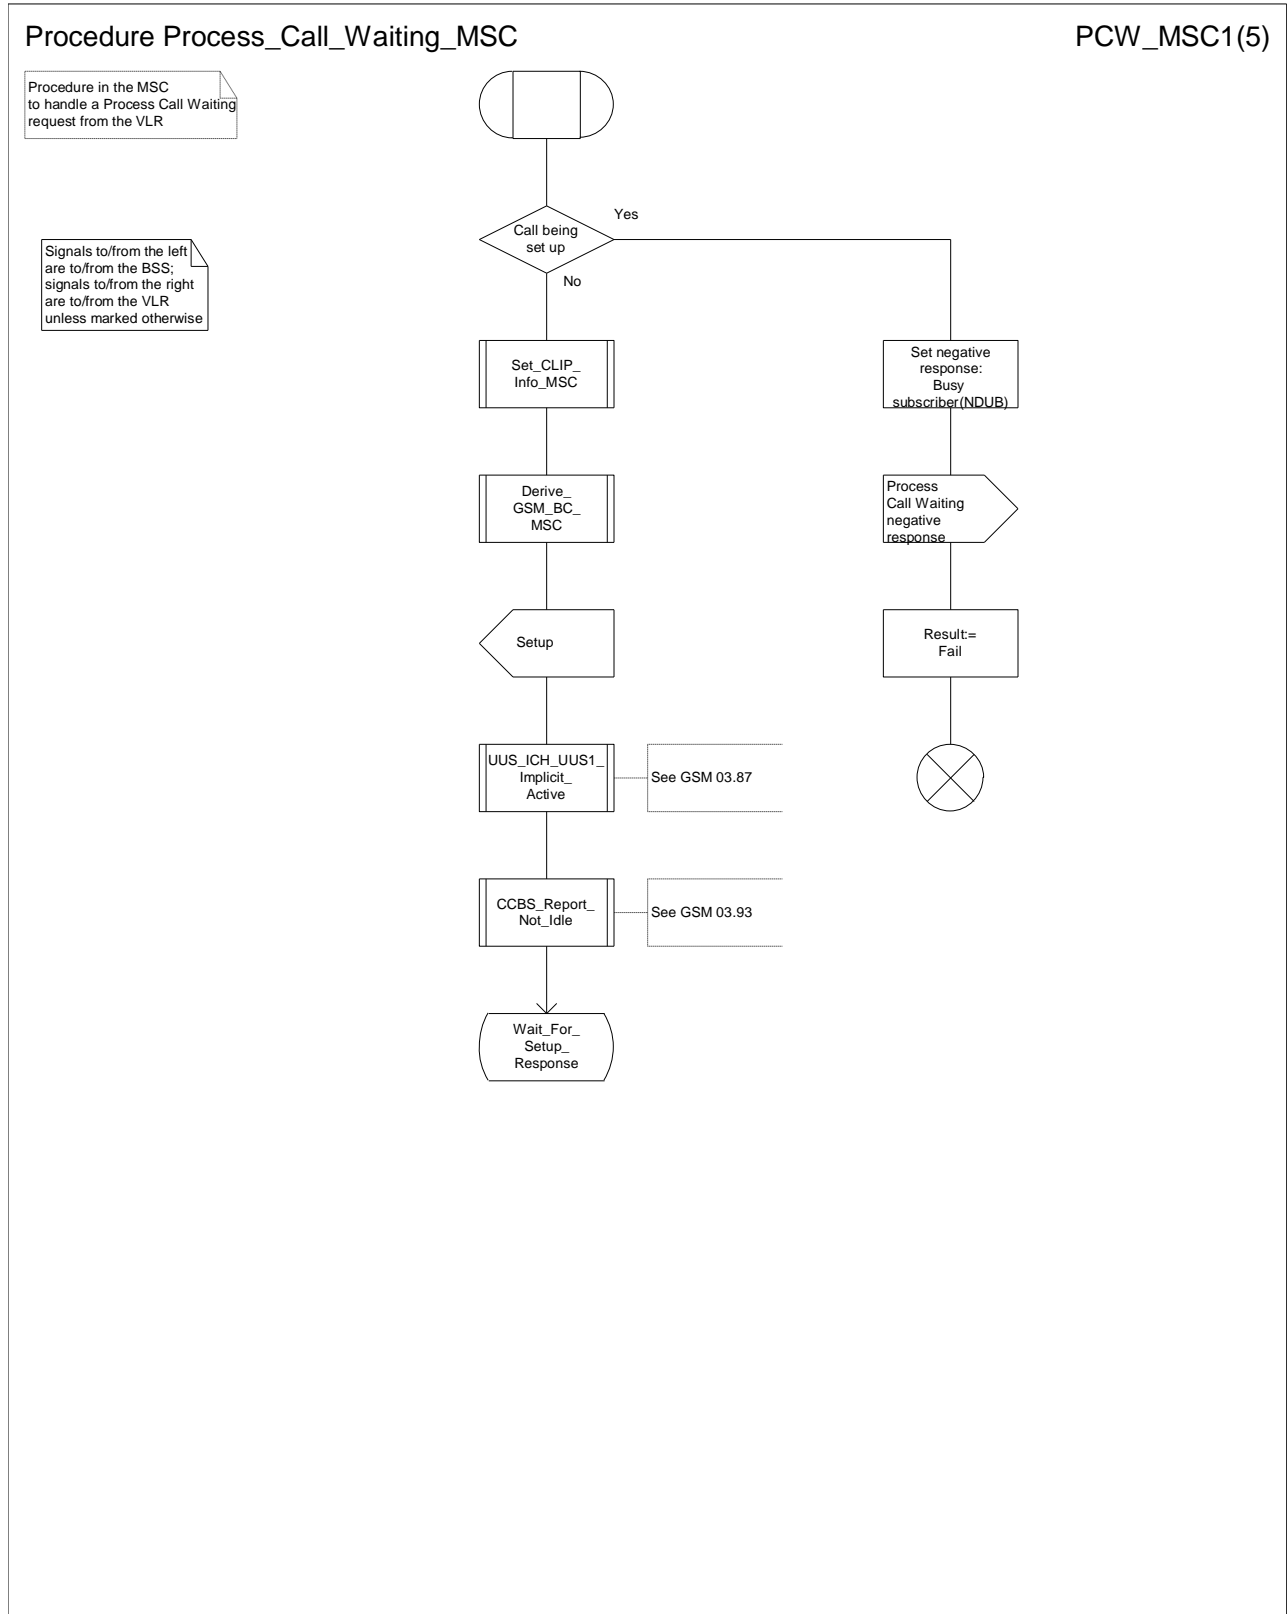 Procedure Process_Call_Waiting_MSC
PCW_MSC1(5)
Procedure in the MSC
to handle a Process Call Waiting
request from the VLR
Signals to/from the left
are to/from the BSS;
signals to/from the right
are to/from the VLR
unless marked otherwise
Call being
set up
Yes
No
Set_CLIP_
Info_MSC
Set negative
response:
Busy
subscriber(NDUB)
Derive_
GSM_BC_
MSC
Process
Call Waiting
negative
response
Setup
Result:=
Fail
UUS_ICH_UUS1_
Implicit_
Active
See GSM 03.87
CCBS_Report_
Not_Idle
See GSM 03.93
Wait_For_
Setup_
Response